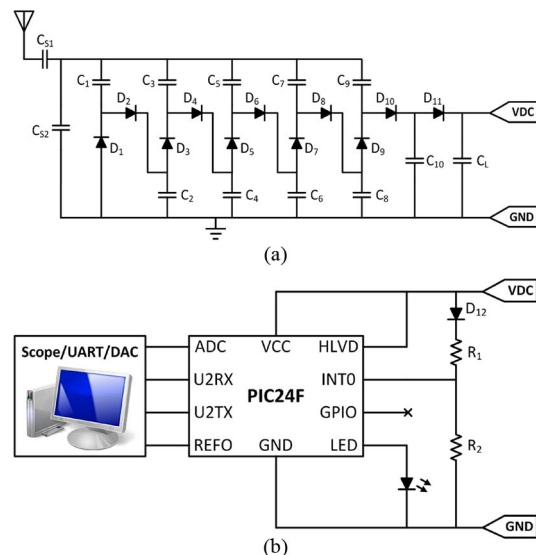 C_S1
C_1 C_3 C_5 C_7 C_9
D_2 D_4 D_6 D_8 D_10 D_11
VDC
C_S2
D_1 D_3 D_5 D_7 D_9
C_10 C_L
C_2 C_4 C_6 C_8
GND
(a)
VDC
D_12
Scope/UART/DAC ADC VCC HLVD
R_1
U2RX INT0
PIC24F
U2TX GPIO
R_2
REFO GND LED
GND
(b)